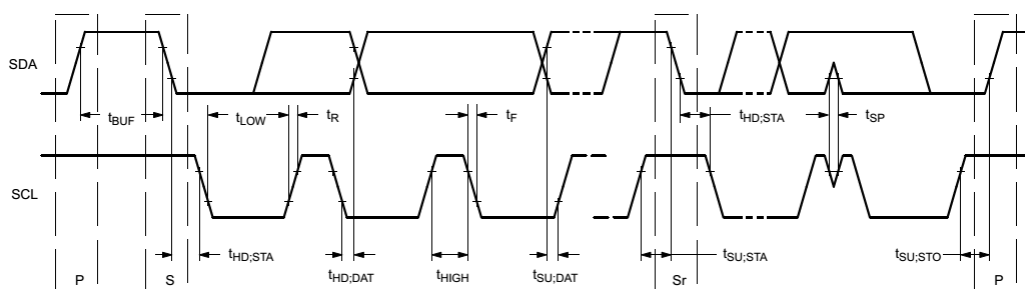 SDA
tBUF
tLOW
tR
tF
tHD;STA
tSP
SCL
tHD;STA
tHD;DAT
tHIGH
tSU;DAT
tSU;STA
tSU;STO
P
S
Sr
P